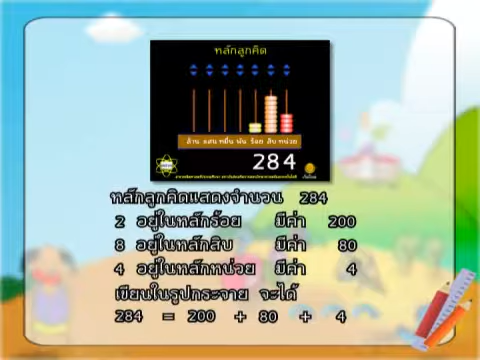 หลักลูกคิด
ล้าน แสน หมื่น พัน ร้อย สิบ หน่วย
284
หลักลูกคิดแสดงจำนวน 284
2 อยู่ในหลักร้อย มีค่า 200
8 อยู่ในหลักสิบ มีค่า 80
4 อยู่ในหลักหน่วย มีค่า 4
เขียนในรูปกระจาย จะได้
284 = 200 + 80 + 4